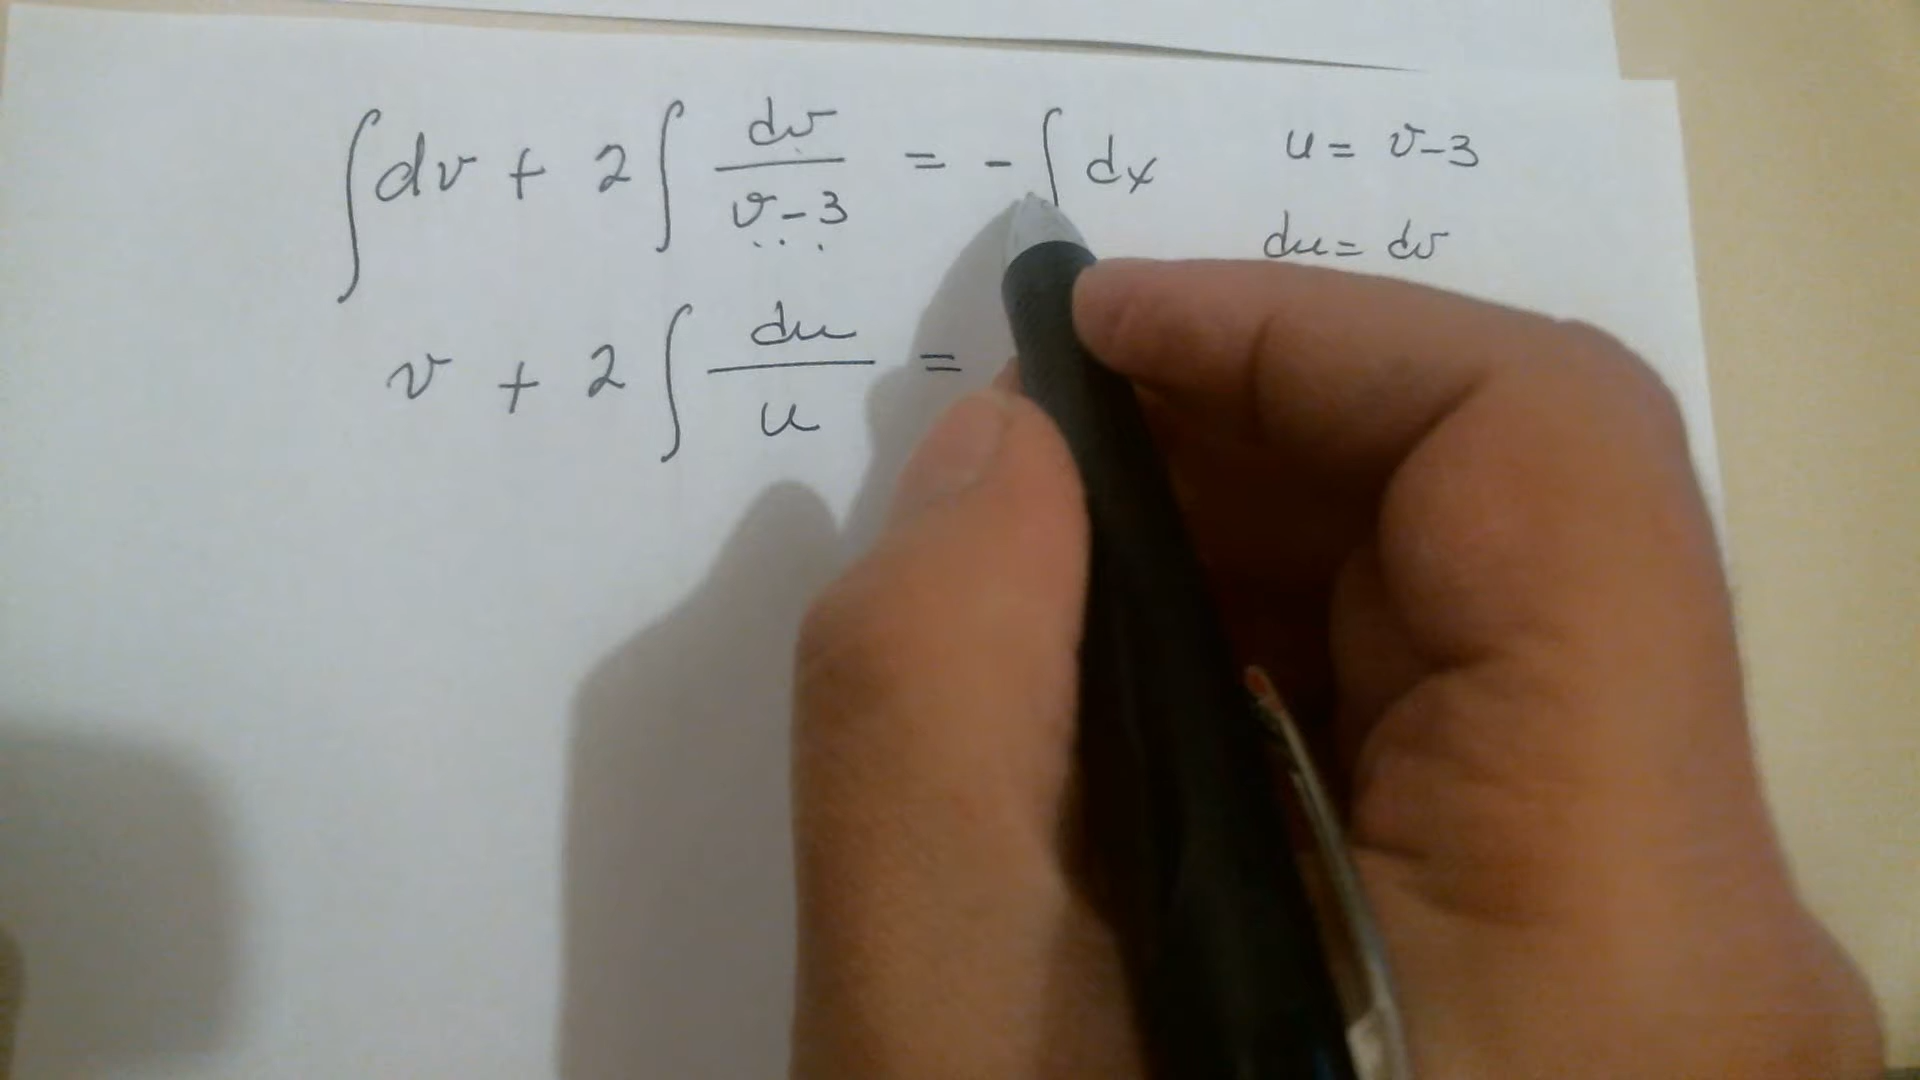 ∫dv + 2∫ dv/(v-3) = -∫dx
u = v-3
du = dv
v + 2∫ du/u =